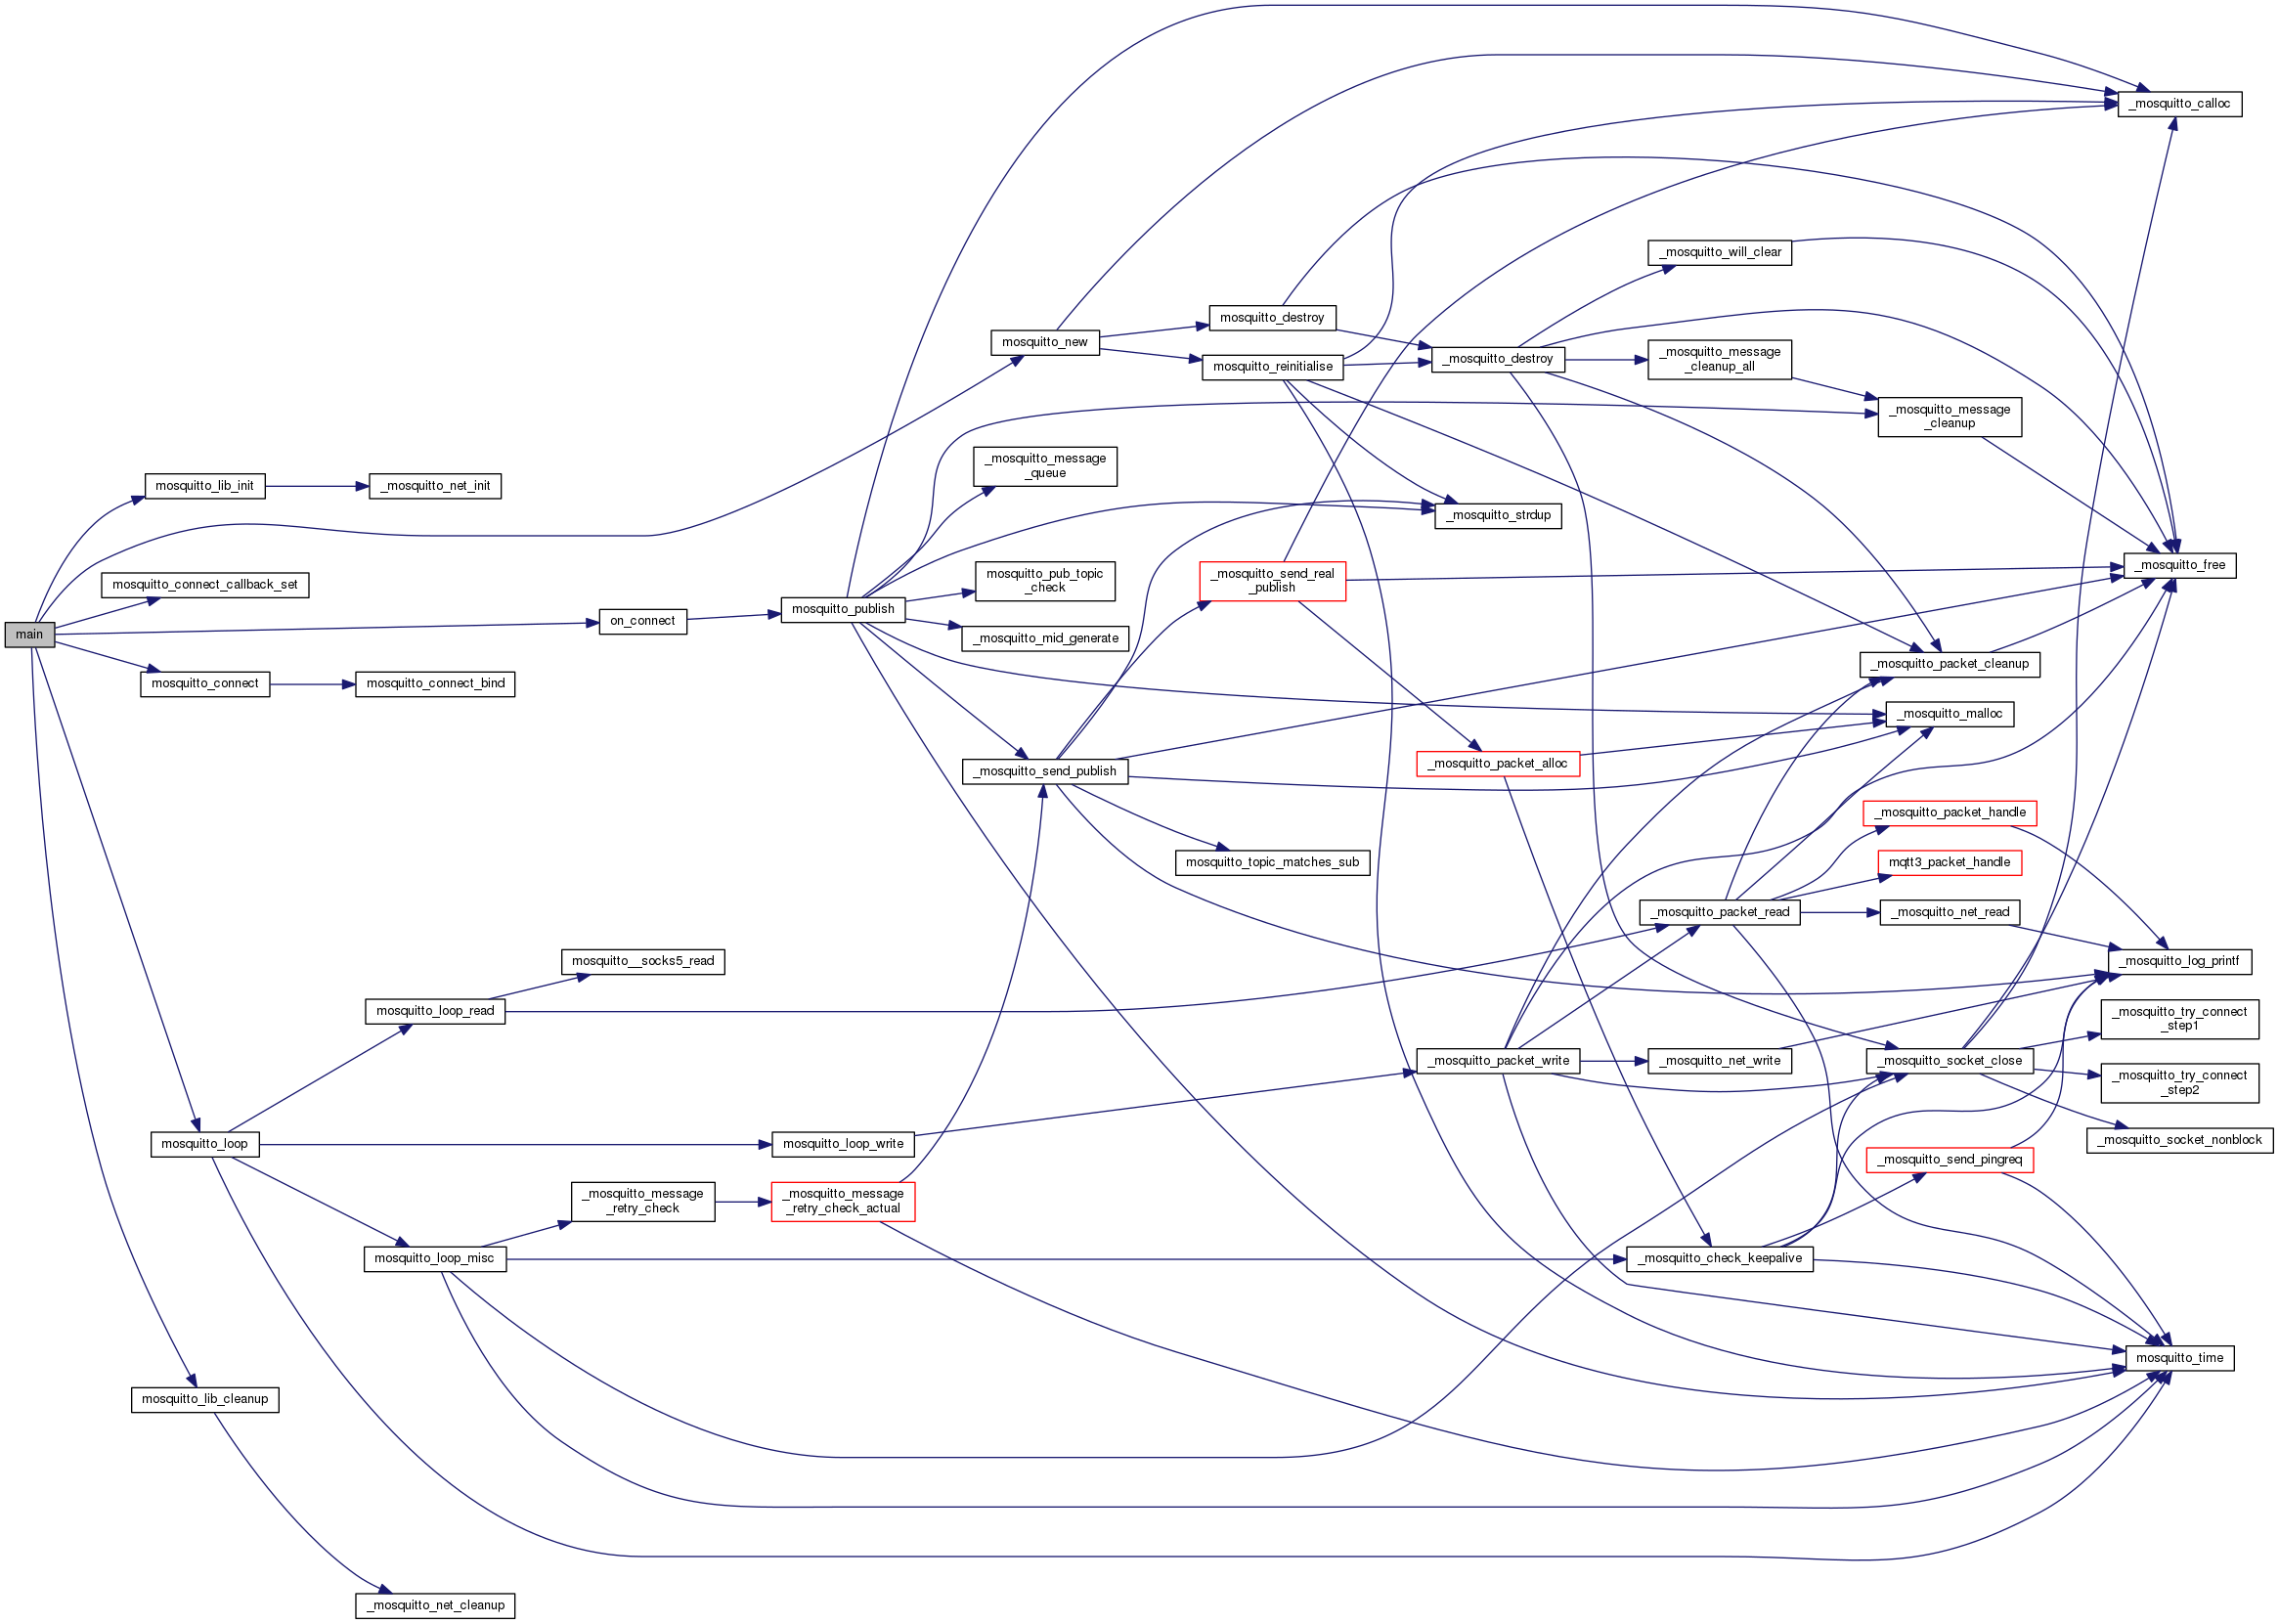 _mosquitto_calloc
_mosquitto_will_clear
mosquitto_destroy
mosquitto_new
_mosquitto_message
_cleanup_all
_mosquitto_destroy
mosquitto_reinitialise
_mosquitto_message
_cleanup
_mosquitto_message
_queue
mosquitto_lib_init
_mosquitto_net_init
_mosquitto_strdup
_mosquitto_free
mosquitto_connect_callback_set
mosquitto_pub_topic
_check
_mosquitto_send_real
_publish
mosquitto_publish
on_connect
main
_mosquitto_mid_generate
_mosquitto_packet_cleanup
mosquitto_connect
mosquitto_connect_bind
_mosquitto_malloc
_mosquitto_send_publish
_mosquitto_packet_alloc
_mosquitto_packet_handle
mosquitto_topic_matches_sub
mqtt3_packet_handle
_mosquitto_packet_read
_mosquitto_net_read
mosquitto__socks5_read
_mosquitto_log_printf
mosquitto_loop_read
_mosquitto_try_connect
_step1
_mosquitto_packet_write
_mosquitto_net_write
_mosquitto_socket_close
_mosquitto_try_connect
_step2
mosquitto_loop
mosquitto_loop_write
_mosquitto_socket_nonblock
_mosquitto_send_pingreq
_mosquitto_message
_retry_check
_mosquitto_message
_retry_check_actual
mosquitto_loop_misc
_mosquitto_check_keepalive
mosquitto_time
mosquitto_lib_cleanup
_mosquitto_net_cleanup